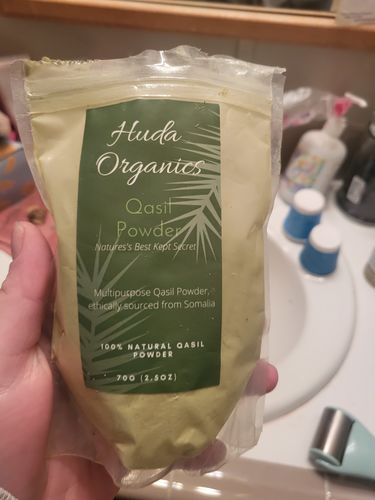 Huda
Organics
Qasil
Powder
Natures's Best Kept Secret
Multipurpose Qasil Powder,
ethically sourced from Somalia
100% NATURAL QASIL
POWDER
70G (2.5OZ)